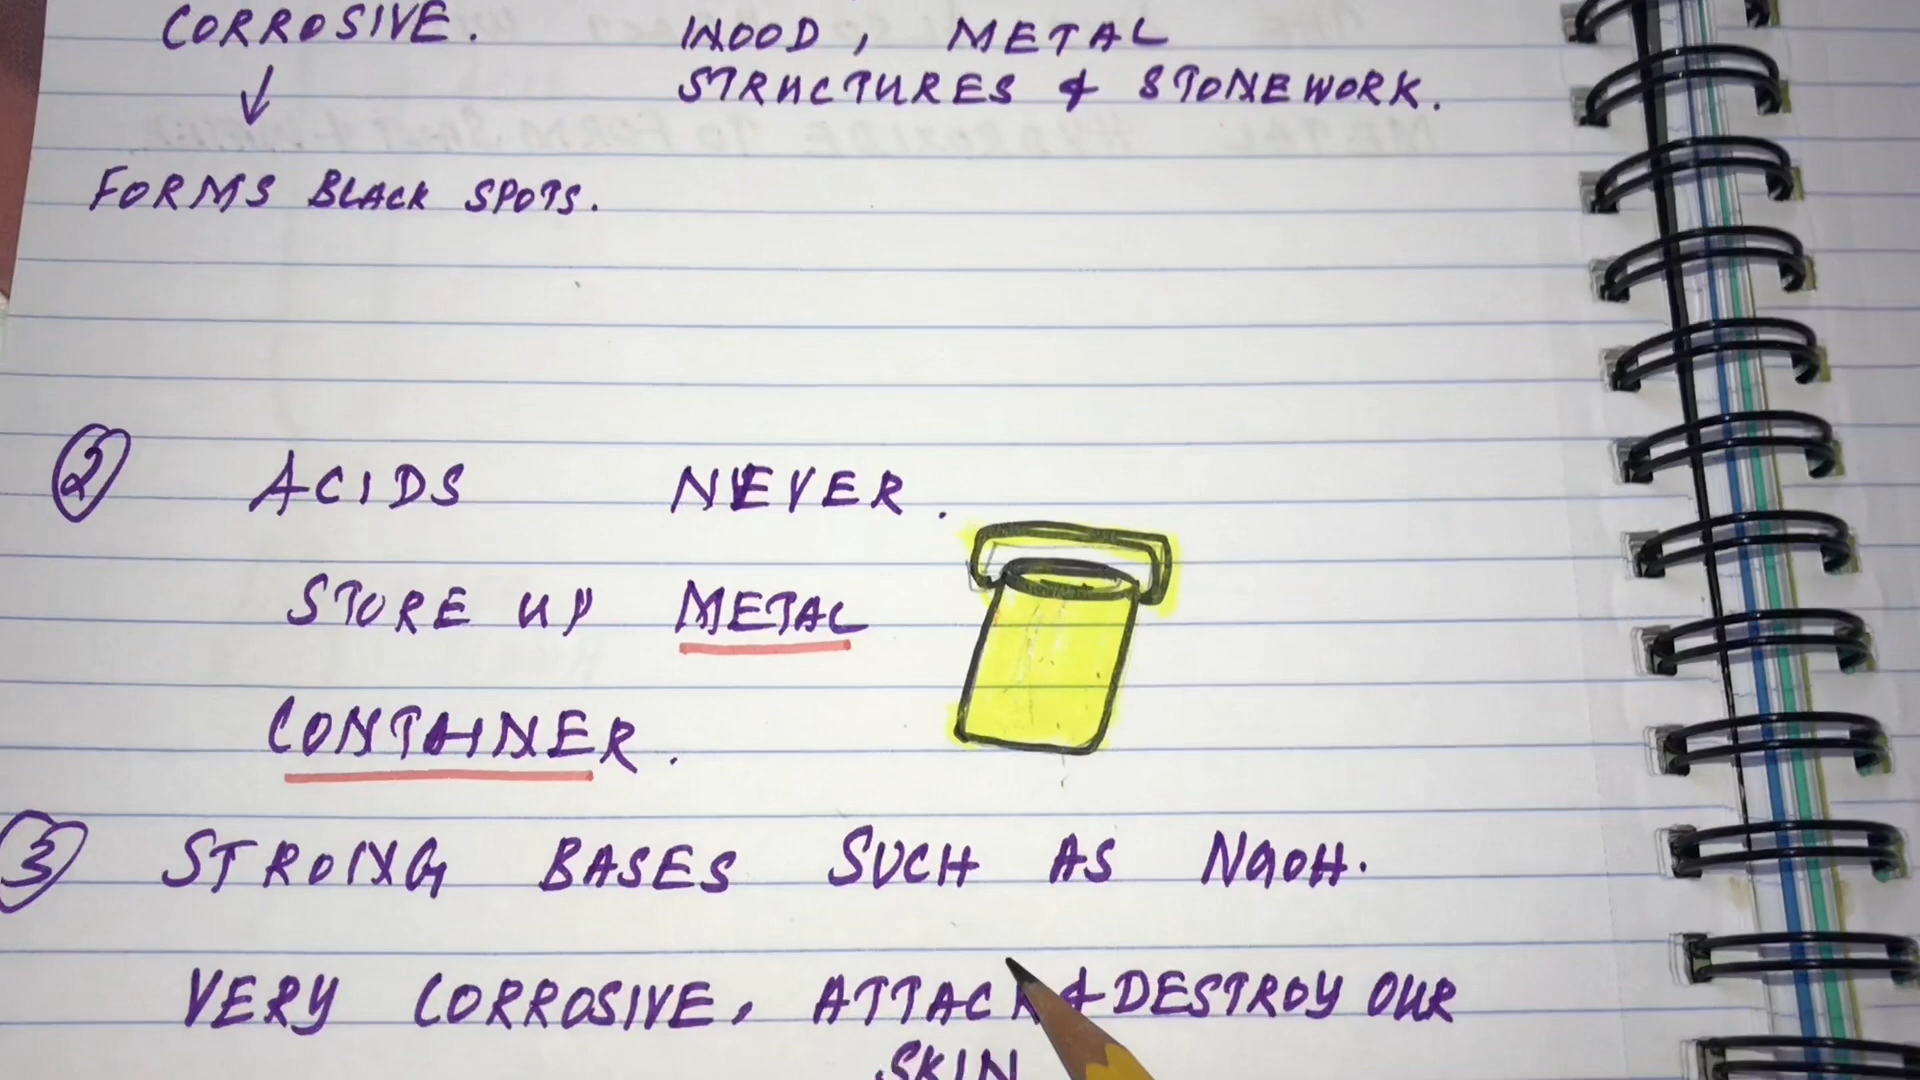 CORROSIVE. WOOD, METAL
↓ STRUCTURES & STONEWORK.
FORMS BLACK SPOTS.
2 ACIDS NEVER.
STORE UP METAL
CONTAINER.
3 STRONG BASES SUCH AS NaOH.
VERY CORROSIVE, ATTACK & DESTROY OUR
SKIN